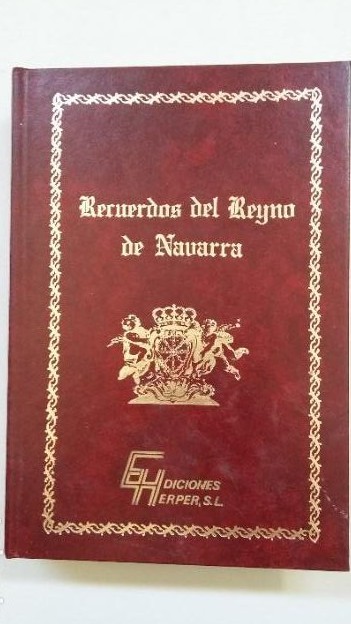 Recuerdos del Reyno
de Navarra
EDICIONES
HERPER, S.L.